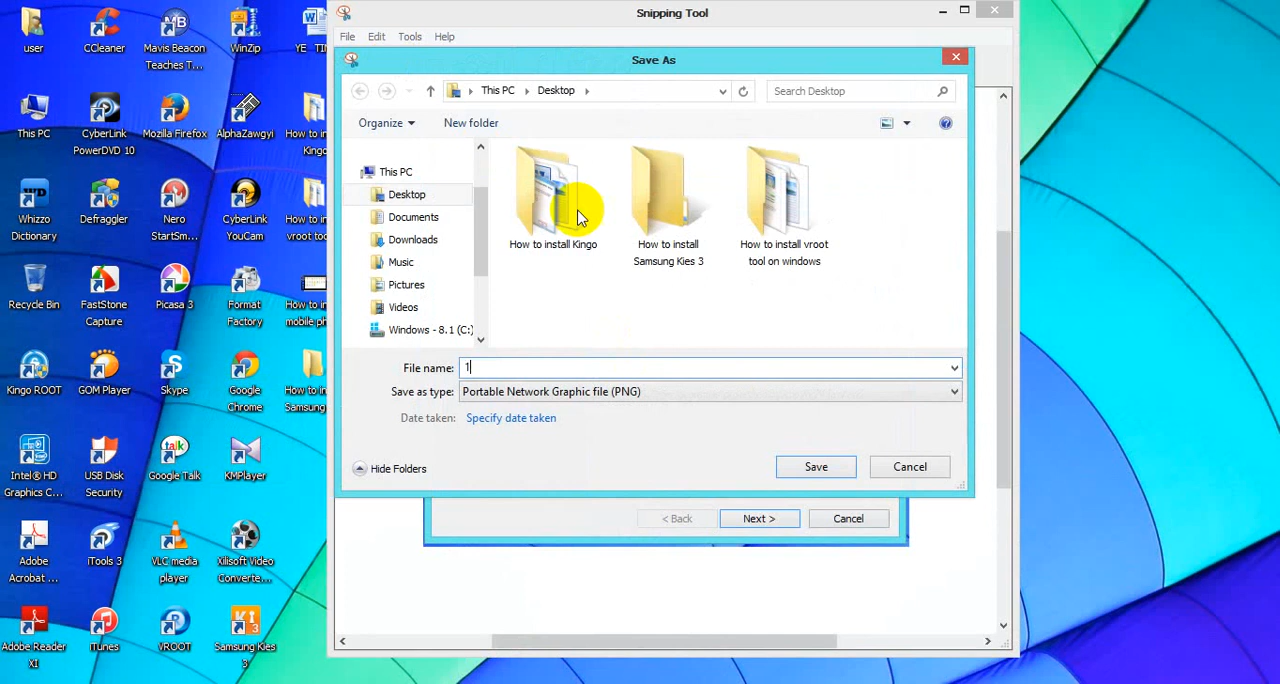 user
CCleaner
Mavis Beacon
Teaches T...
WinZip
This PC
CyberLink
PowerDVD 10
Mozilla Firefox
AlphaZawgyi
How to in
Kingo
Whizzo
Dictionary
Defraggler
Nero
StartSm...
CyberLink
YouCam
How to in
vroot too
Recycle Bin
FastStone
Capture
Picasa 3
Format
Factory
How to in
mobile ph
Kingo ROOT
GOM Player
Skype
Google
Chrome
How to in
Samsung
Intel® HD
Graphics C...
USB Disk
Security
Google Talk
KMPlayer
Adobe
Acrobat ...
iTools 3
VLC media
player
Xilisoft Video
Converte...
Adobe Reader
XI
iTunes
VROOT
Samsung Kies
3
Snipping Tool
File Edit Tools Help
Save As
This PC Desktop
Search Desktop
Organize New folder
This PC
Desktop
Documents
Downloads
Music
Pictures
Videos
Windows - 8.1 (C:)
How to install Kingo
How to install
Samsung Kies 3
How to install vroot
tool on windows
File name: 1
Save as type: Portable Network Graphic file (PNG)
Date taken: Specify date taken
Hide Folders
Save Cancel
< Back Next > Cancel